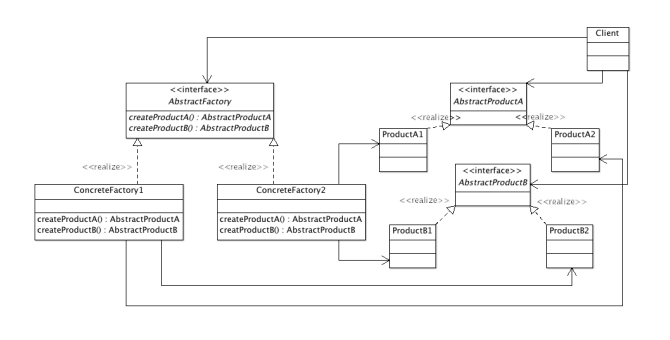 Client
<<interface>>
AbstractFactory
createProductA() : AbstractProductA
createProductB() : AbstractProductB
<<interface>>
AbstractProductA
<<realize>>
<<realize>>
ProductA1
ProductA2
<<realize>>
<<realize>>
<<interface>>
AbstractProductB
ConcreteFactory1
createProductA() : AbstractProductA
createProductB() : AbstractProductB
ConcreteFactory2
createProductA() : AbstractProductA
creatProductB() : AbstractProductB
<<realize>>
<<realize>>
ProductB1
ProductB2